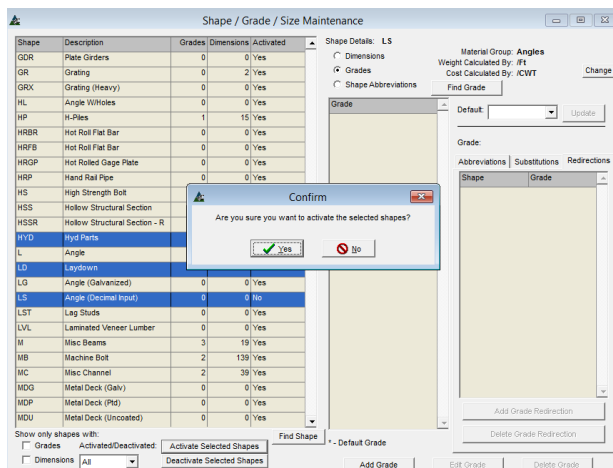 Shape / Grade / Size Maintenance
Shape Description Grades Dimensions Activated
GDR Plate Girders 0 0 Yes
GR Grating 0 2 Yes
GRX Grating (Heavy) 0 0 Yes
HL Angle W/Holes 0 0 Yes
HP H-Piles 1 15 Yes
HRBR Hot Roll Flat Bar 0 0 Yes
HRFB Hot Roll Flat Bar 0 0 Yes
HRGP Hot Rolled Gage Plate 0 0 Yes
HRP Hand Rail Pipe 0 0 Yes
HS High Strength Bolt
HSS Hollow Structural Section
HSSR Hollow Structural Section - R
HYD Hyd Parts
L Angle
LD Laydown
LG Angle (Galvanized) 0 0 Yes
LS Angle (Decimal Input) 0 0 No
LST Lag Studs 0 0 Yes
LVL Laminated Veneer Lumber 0 0 Yes
M Misc Beams 3 19 Yes
MB Machine Bolt 2 139 Yes
MC Misc Channel 2 39 Yes
MDG Metal Deck (Galv) 0 0 Yes
MDP Metal Deck (Ptd) 0 0 Yes
MDU Metal Deck (Uncoated) 0 0 Yes
Show only shapes with:
Grades Activated/Deactivated: Activate Selected Shapes Find Shape
Dimensions All Deactivate Selected Shapes
Shape Details: LS
Dimensions
Grades
Shape Abbreviations
Material Group: Angles
Weight Calculated By: /Ft
Cost Calculated By: /CWT
Change
Find Grade
Grade
Default: Update
Grade:
Abbreviations Substitutions Redirections
Shape Grade
Confirm
Are you sure you want to activate the selected shapes?
Yes No
Add Grade Redirection
Delete Grade Redirection
* - Default Grade
Add Grade Edit Grade Delete Grade